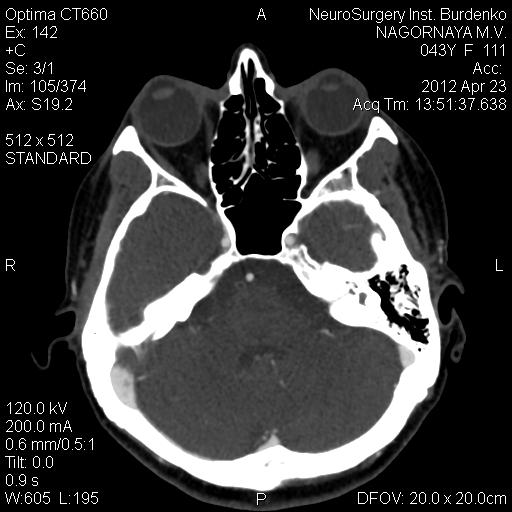 Optima CT660
Ex: 142
+C
Se: 3/1
Im: 105/374
Ax: S19.2
512 x 512
STANDARD
A
NeuroSurgery Inst. Burdenko
NAGORNAYA M.V.
043Y F 111
Acc:
2012 Apr 23
Acq Tm: 13:51:37.638
R
L
120.0 kV
200.0 mA
0.6 mm/0.5:1
Tilt: 0.0
0.9 s
W:605 L:195
P
DFOV: 20.0 x 20.0cm